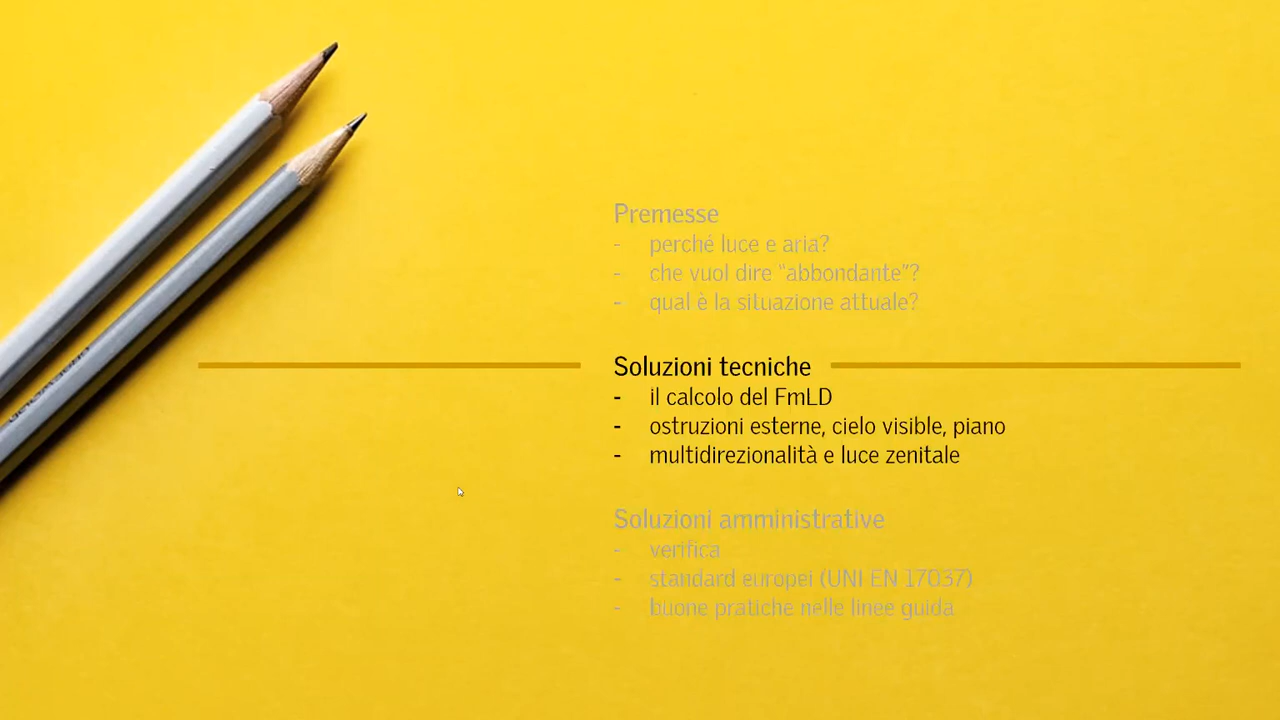 Premesse
- perché luce e aria?
- che vuol dire “abbondante”?
- qual è la situazione attuale?
Soluzioni tecniche
- il calcolo del FmLD
- ostruzioni esterne, cielo visibile, piano
- multidirezionalità e luce zenitale
Soluzioni amministrative
- verifica
- standard europei (UNI EN 17037)
- buone pratiche nelle linee guida